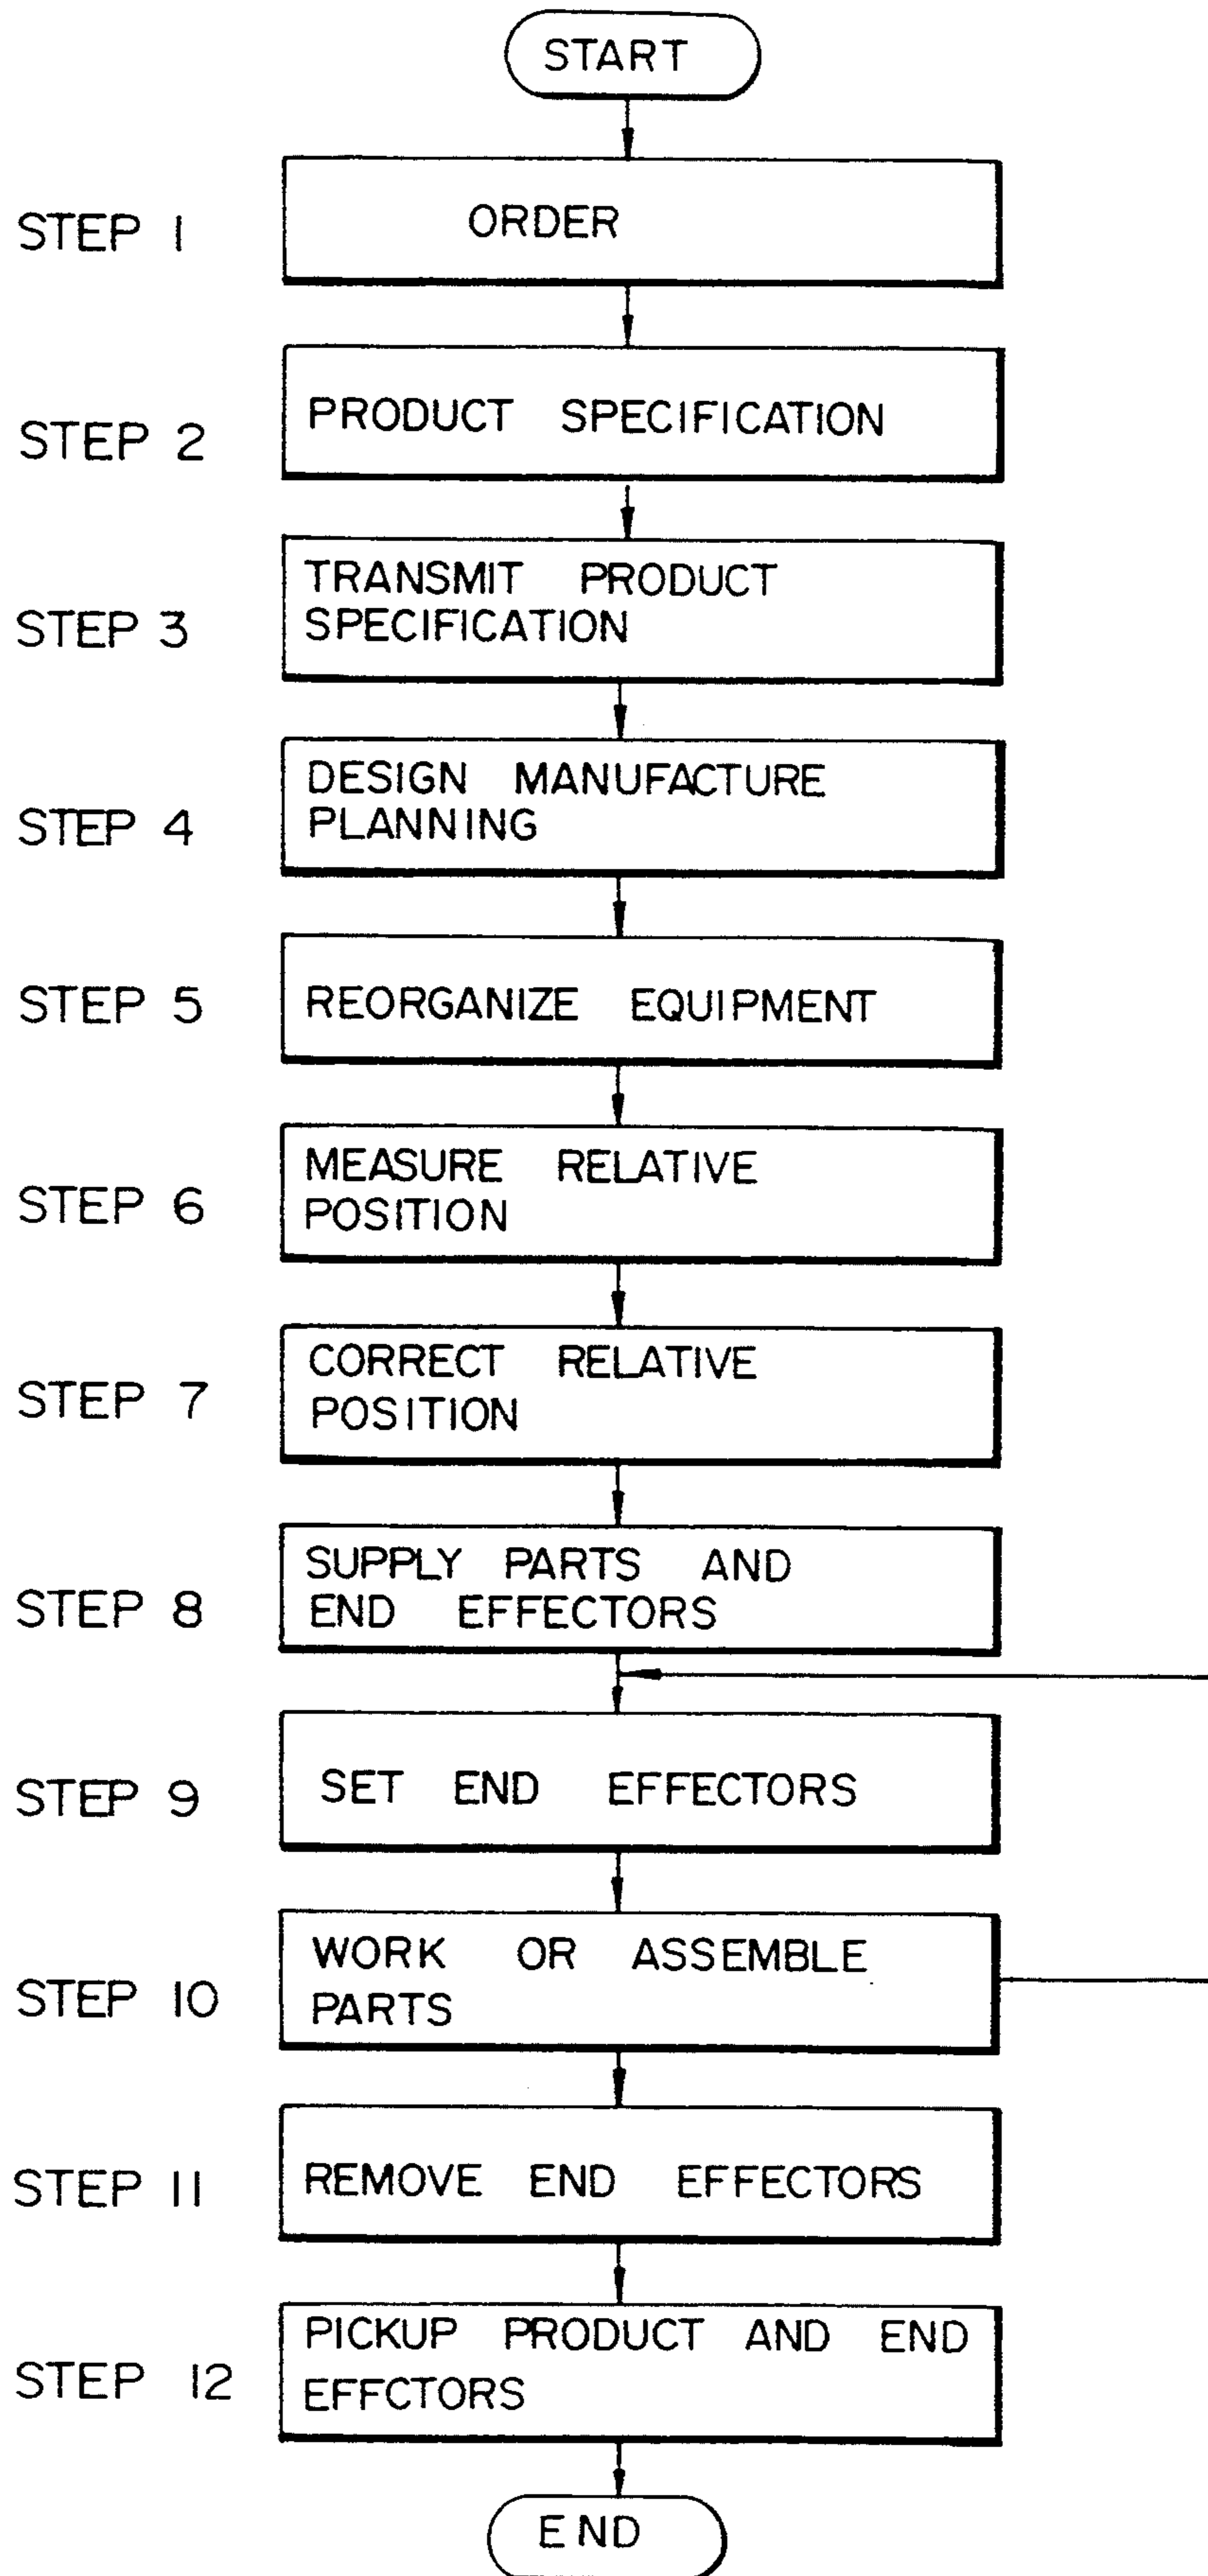 START
STEP 1
ORDER
STEP 2
PRODUCT SPECIFICATION
STEP 3
TRANSMIT PRODUCT
SPECIFICATION
STEP 4
DESIGN MANUFACTURE
PLANNING
STEP 5
REORGANIZE EQUIPMENT
STEP 6
MEASURE RELATIVE
POSITION
STEP 7
CORRECT RELATIVE
POSITION
STEP 8
SUPPLY PARTS AND
END EFFECTORS
STEP 9
SET END EFFECTORS
STEP 10
WORK OR ASSEMBLE
PARTS
STEP 11
REMOVE END EFFECTORS
STEP 12
PICKUP PRODUCT AND END
EFFCTORS
END